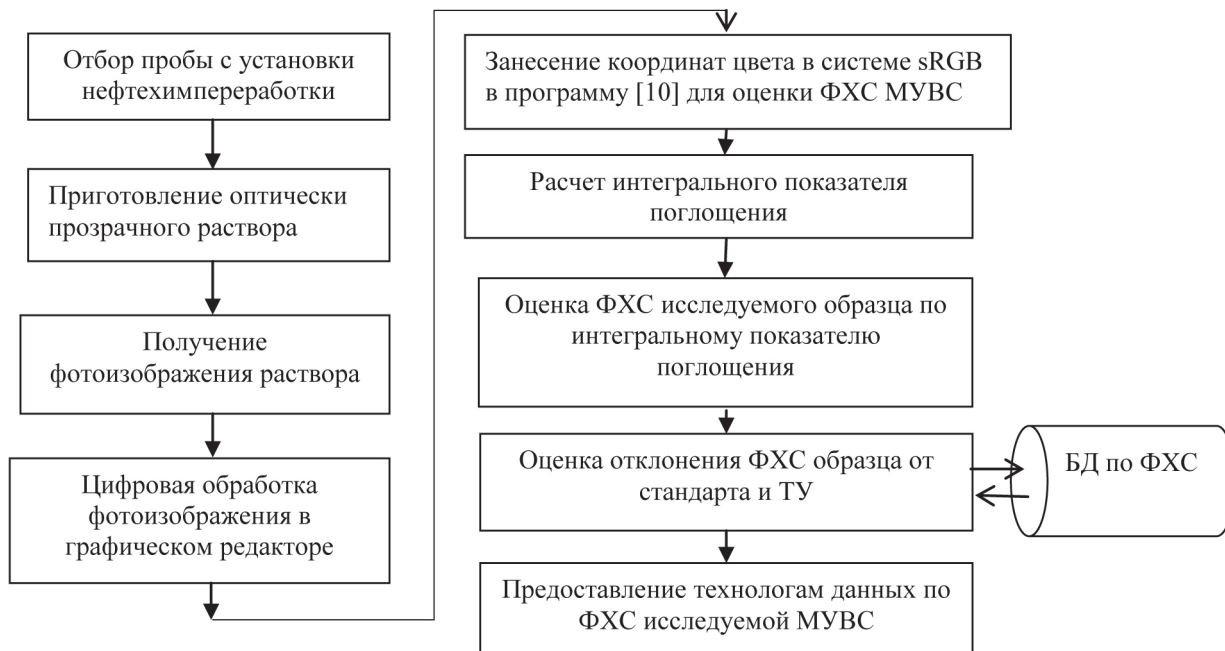 Отбор пробы с установки
нефтехимпереработки
Приготовление оптически
прозрачного раствора
Получение
фотоизображения раствора
Цифровая обработка
фотоизображения в
графическом редакторе
Занесение координат цвета в системе sRGB
в программу [10] для оценки ФХС МУВС
Расчет интегрального показателя
поглощения
Оценка ФХС исследуемого образца по
интегральному показателю
поглощения
Оценка отклонения ФХС образца от
стандарта и ТУ
БД по ФХС
Предоставление технологам данных по
ФХС исследуемой МУВС